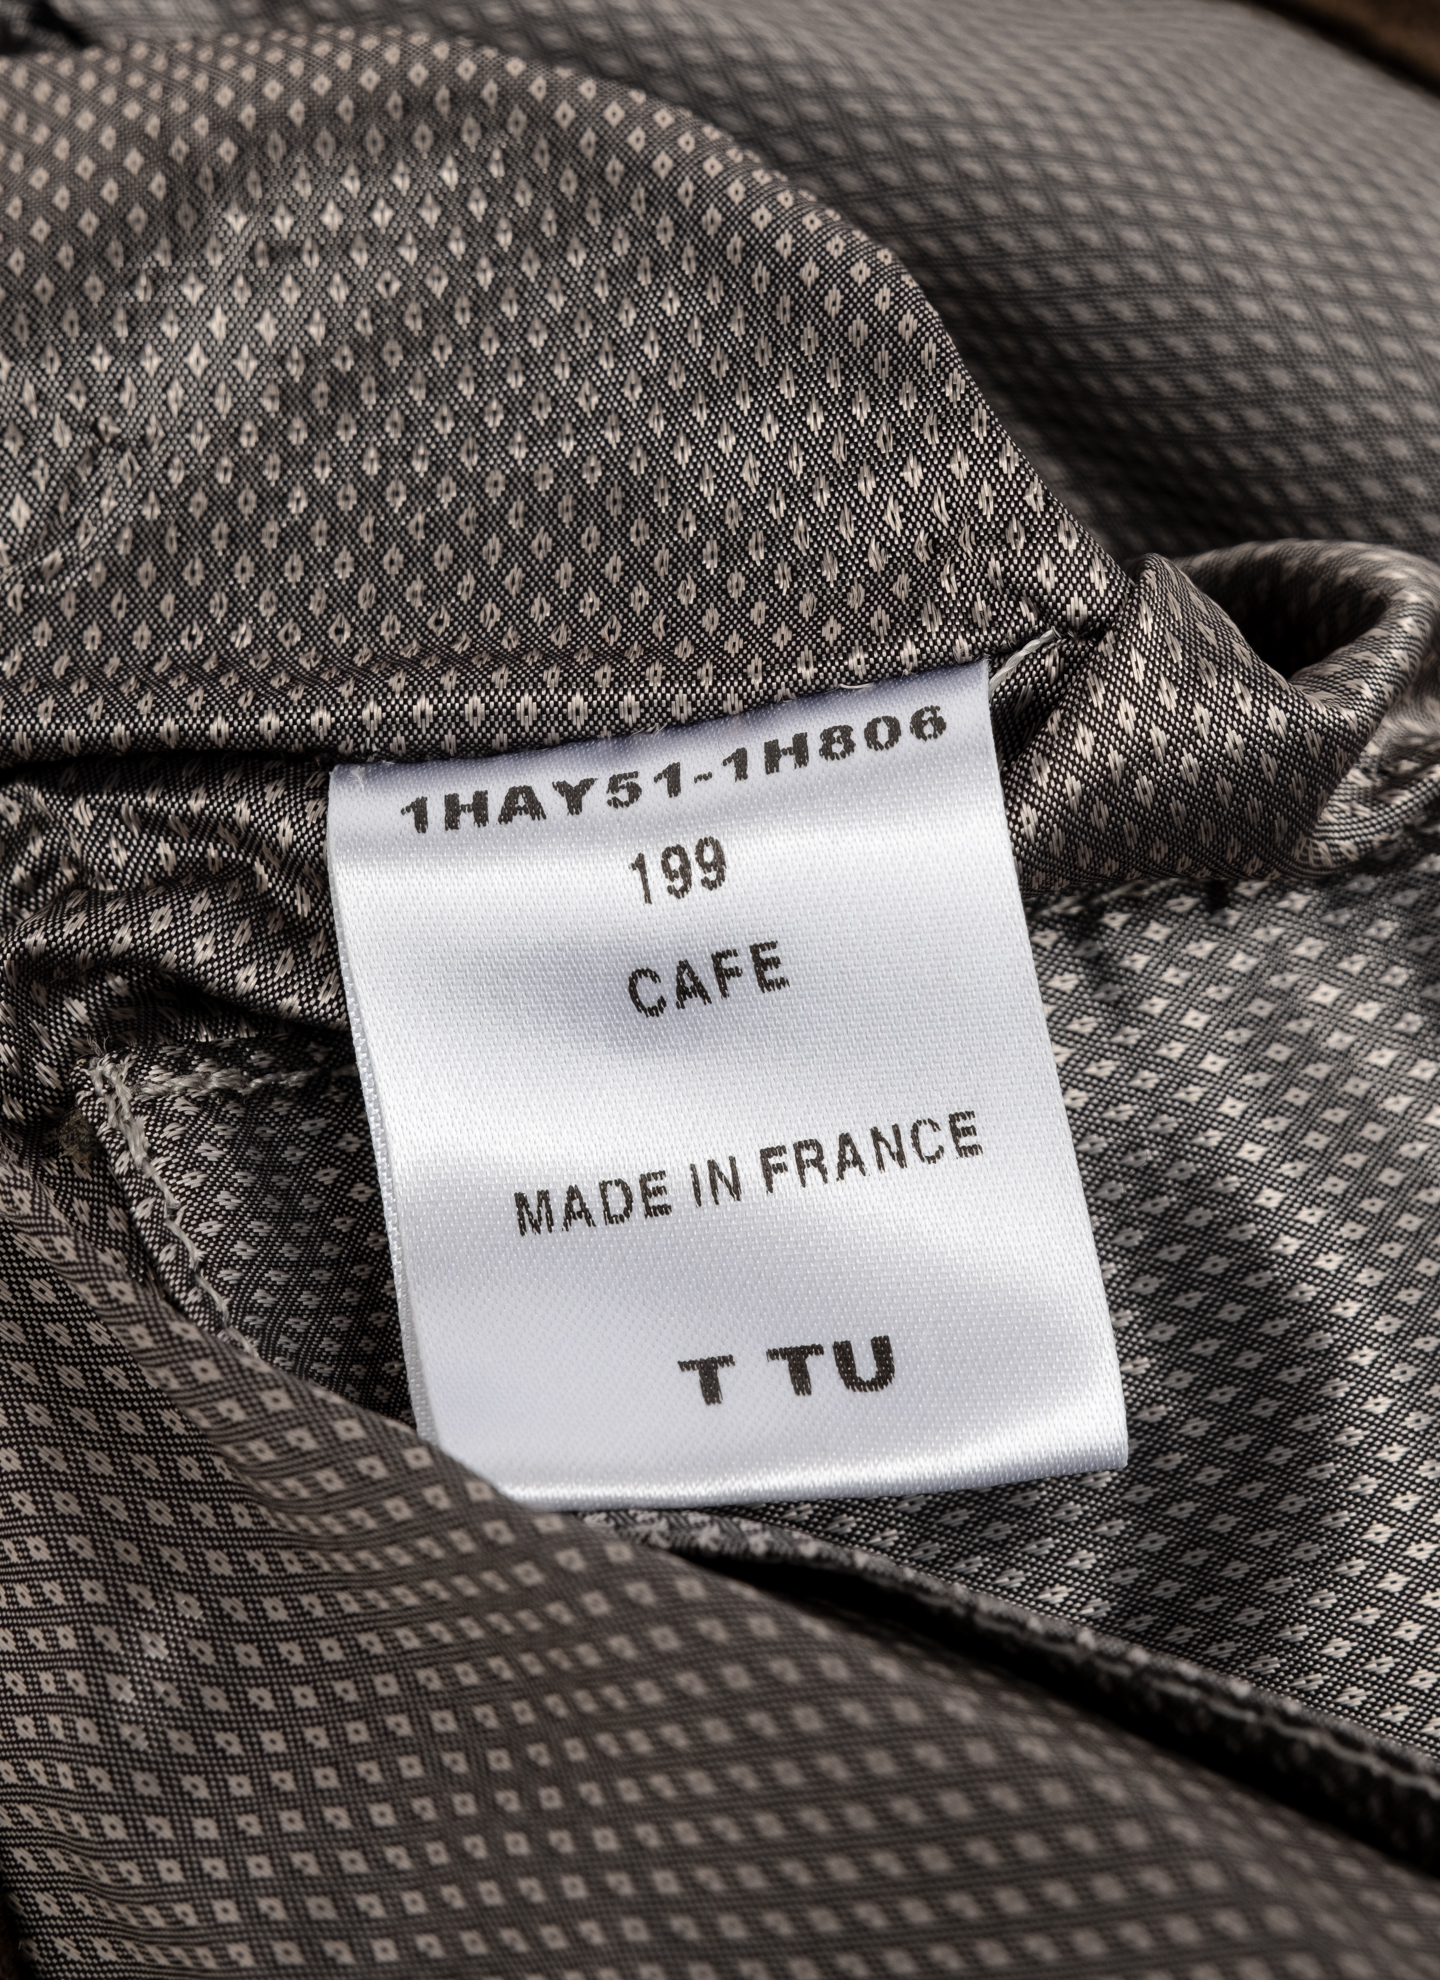 1HAY51-1H806
199
CAFE
MADE IN FRANCE
T TU